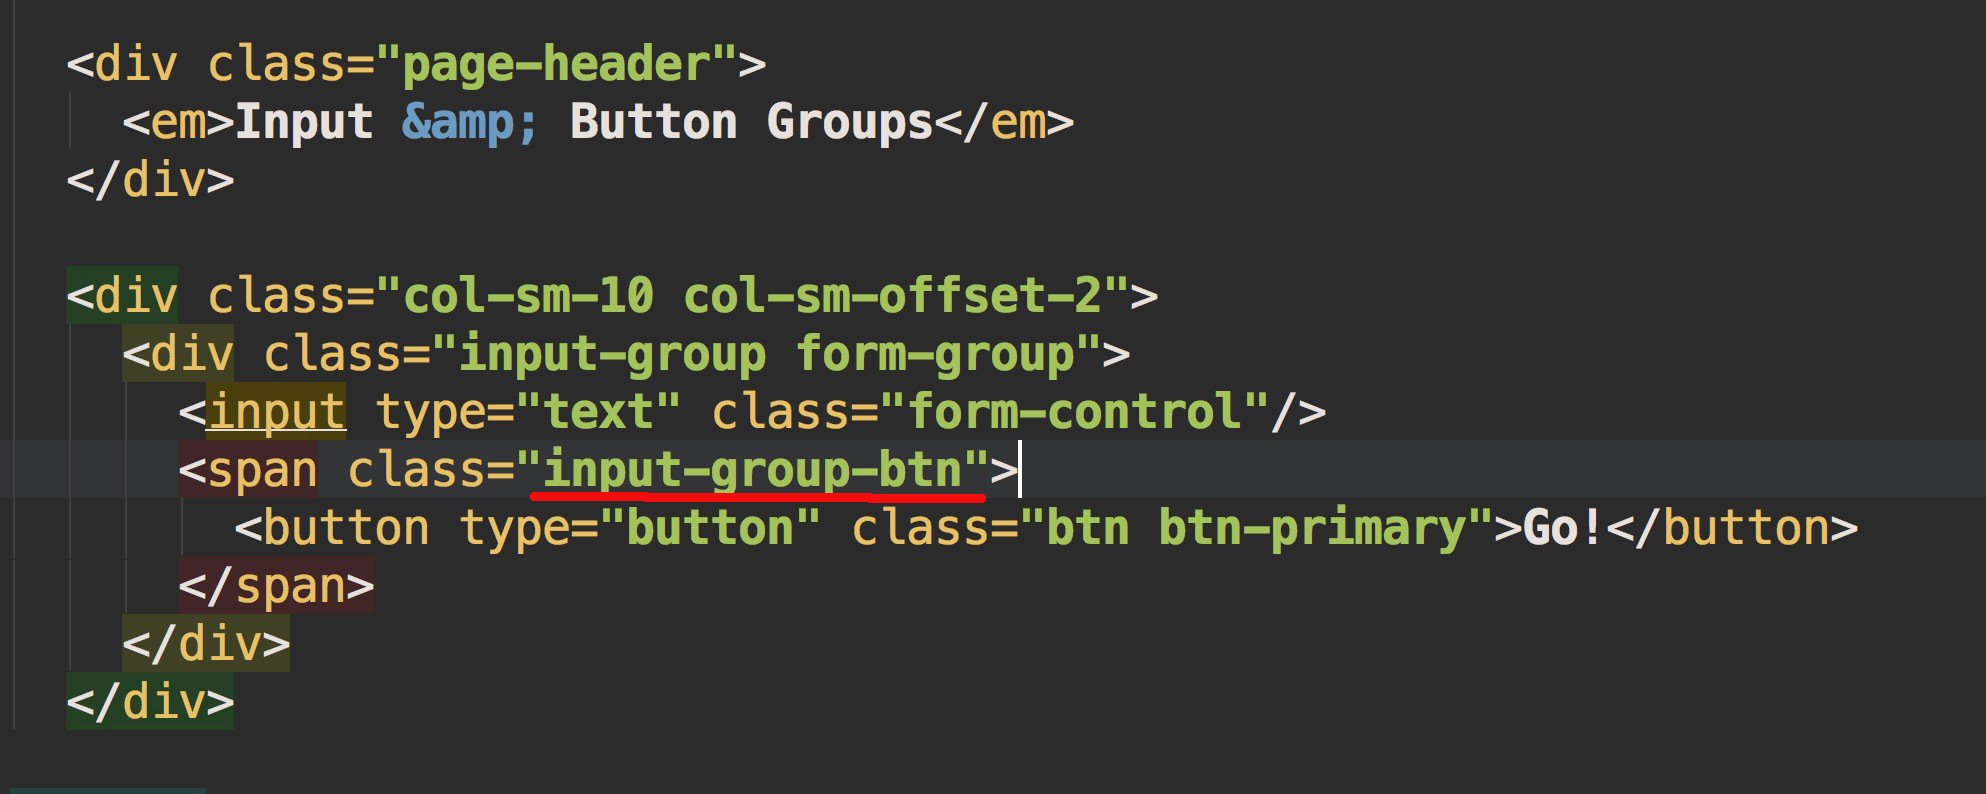 <div class="page-header">
<em>Input &amp; Button Groups</em>
</div>
<div class="col-sm-10 col-sm-offset-2">
<div class="input-group form-group">
<input type="text" class="form-control"/>
<span class="input-group-btn">
<button type="button" class="btn btn-primary">Go!</button>
</span>
</div>
</div>